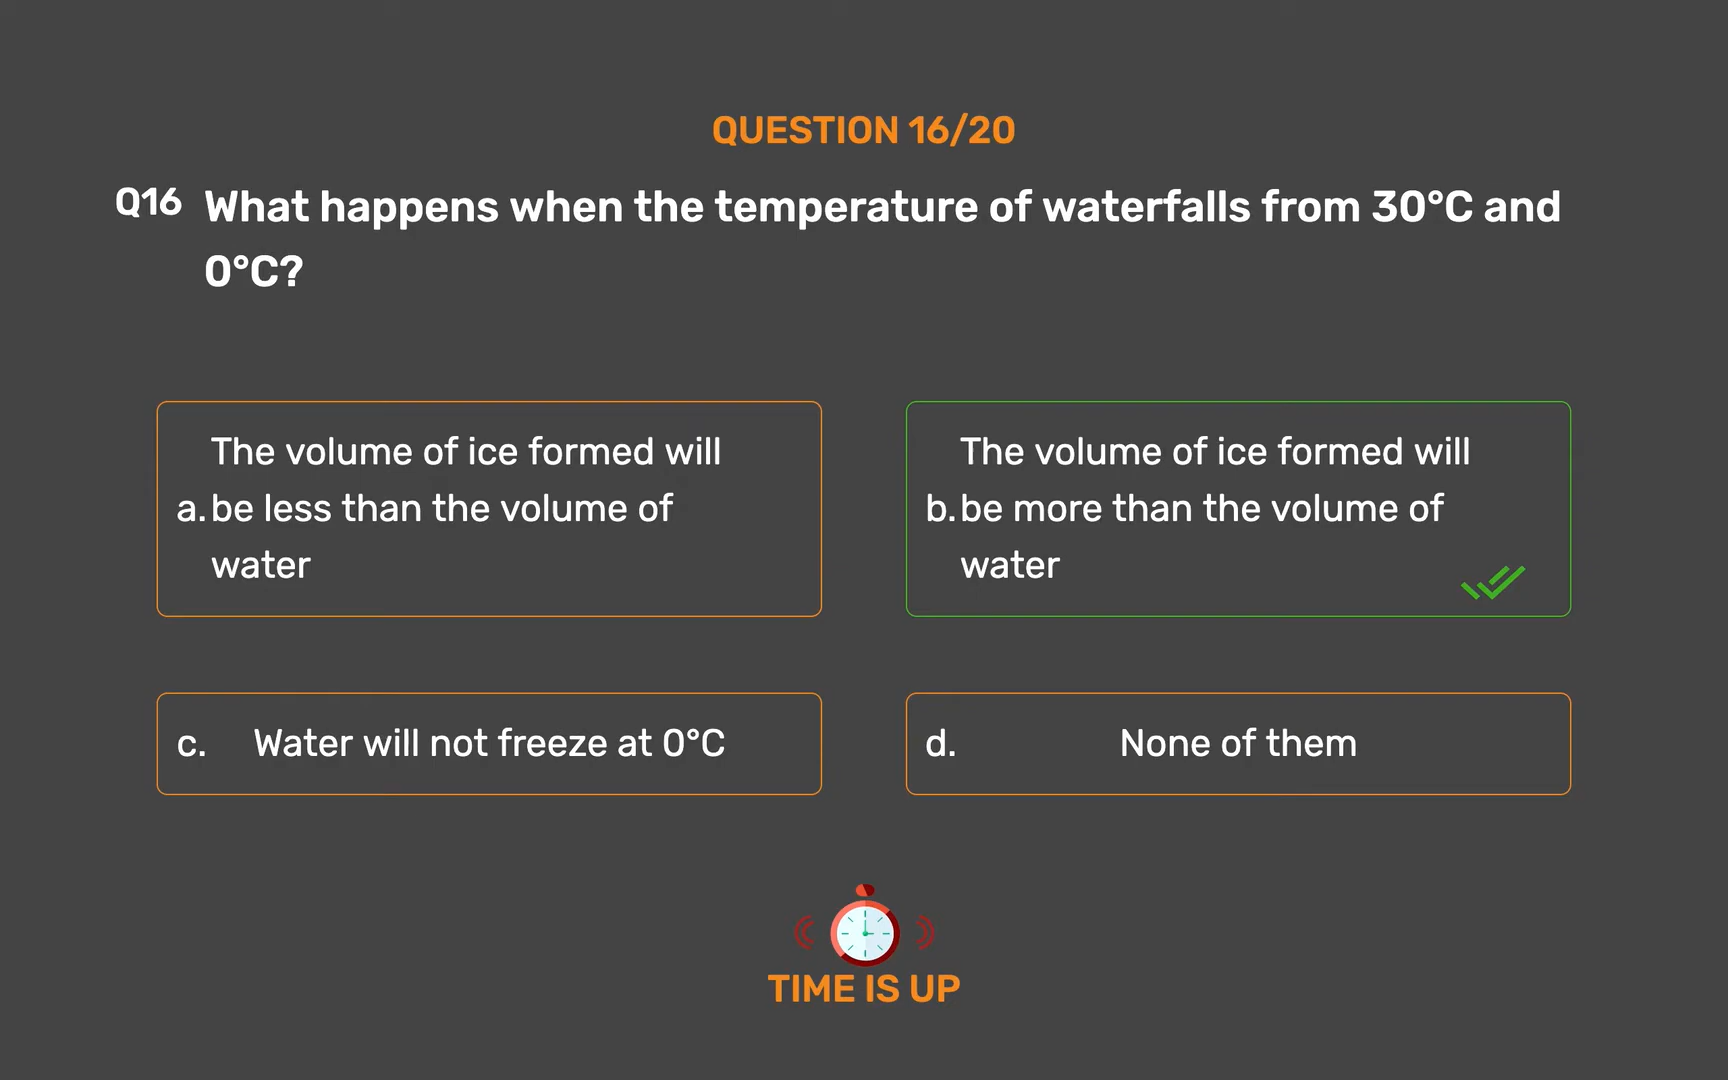 QUESTION 16/20
Q16 What happens when the temperature of waterfalls from 30°C and
0°C?
The volume of ice formed will
a. be less than the volume of
water
The volume of ice formed will
b. be more than the volume of
water
c. Water will not freeze at 0°C
d. None of them
TIME IS UP